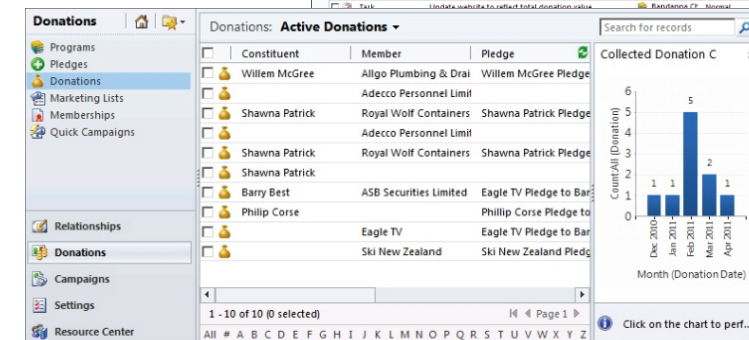 Task Update website to reflect total donation value Bandanna Ch Normal
Donations
Programs
Pledges
Donations
Marketing Lists
Memberships
Quick Campaigns
Relationships
Donations
Campaigns
Settings
Resource Center
Donations: Active Donations
Constituent Member Pledge
Willem McGree Allgo Plumbing & Drai Willem McGree Pledge
Adecco Personnel Limit
Shawna Patrick Royal Wolf Containers Shawna Patrick Pledge
Adecco Personnel Limit
Shawna Patrick Royal Wolf Containers Shawna Patrick Pledge
Shawna Patrick
Barry Best ASB Securities Limited Eagle TV Pledge to Bar
Philip Corse Phillip Corse Pledge to
Eagle TV Eagle TV Pledge to Bar
Ski New Zealand Ski New Zealand Pledg
1 - 10 of 10 (0 selected) Page 1
All # A B C D E F G H I J K L M N O P Q R S T U V W X Y Z
Search for records
Collected Donation C
Count:All (Donation)
6
5
4
3
2
1
0
1 1 5 2 1
Dec 2010 Jan 2011 Feb 2011 Mar 2011 Apr 2011
Month (Donation Date)
Click on the chart to perf...